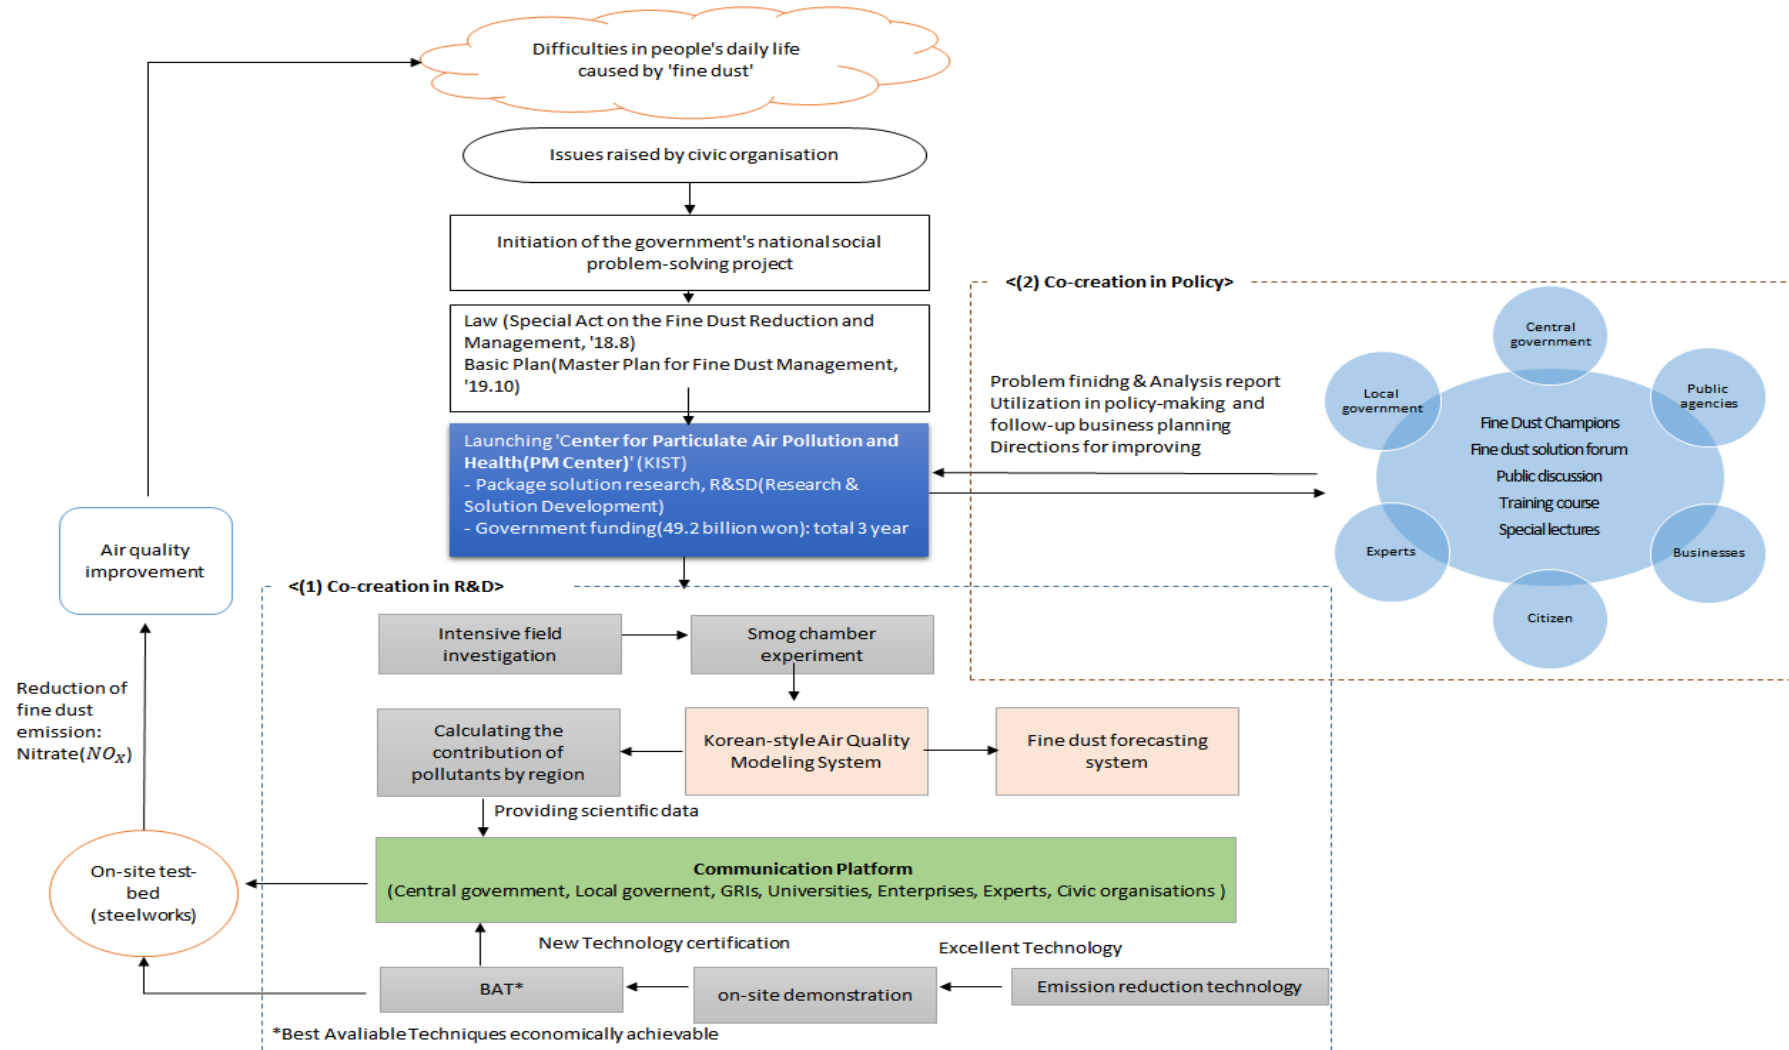 Difficulties in people's daily life
caused by 'fine dust'
Issues raised by civic organisation
Initiation of the government's national social
problem-solving project
Law (Special Act on the Fine Dust Reduction and
Management, '18.8)
Basic Plan(Master Plan for Fine Dust Management,
'19.10)
Launching 'Center for Particulate Air Pollution and
Health(PM Center)' (KIST)
- Package solution research, R&SD(Research &
Solution Development)
- Government funding(49.2 billion won): total 3 year
<(2) Co-creation in Policy>
Problem finidng & Analysis report
Utilization in policy-making and
follow-up business planning
Directions for improving
Central
government
Local
government
Public
agencies
Fine Dust Champions
Fine dust solution forum
Public discussion
Training course
Special lectures
Experts
Businesses
Citizen
Air quality
improvement
<(1) Co-creation in R&D>
Intensive field
investigation
Smog chamber
experiment
Reduction of
fine dust
emission:
Nitrate(NOX)
Calculating the
contribution of
pollutants by region
Korean-style Air Quality
Modeling System
Fine dust forecasting
system
Providing scientific data
Communication Platform
(Central government, Local governent, GRIs, Universities, Enterprises, Experts, Civic organisations )
On-site test-
bed
(steelworks)
New Technology certification
Excellent Technology
BAT*
on-site demonstration
Emission reduction technology
*Best Avaliable Techniques economically achievable